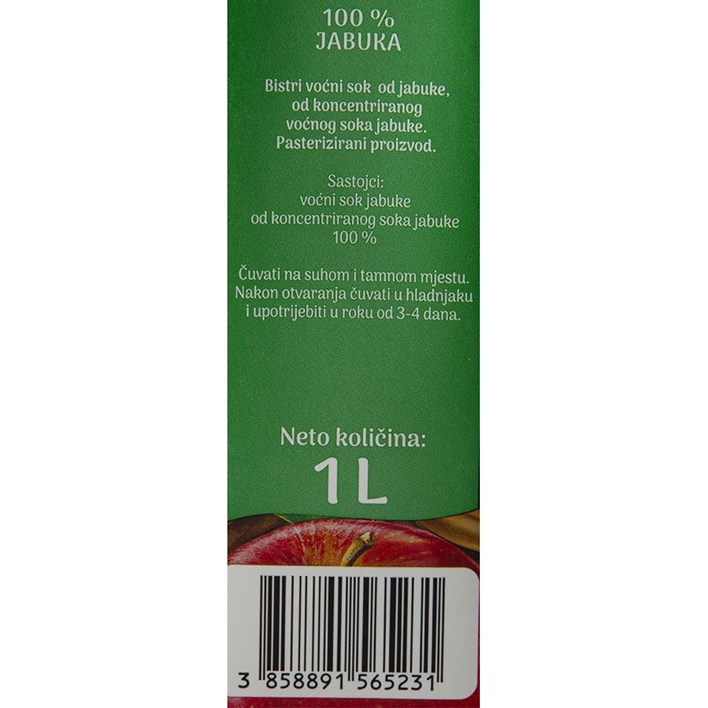 100 %
JABUKA
Bistri voćni sok od jabuke,
od koncentriranog
voćnog soka jabuke.
Pasterizirani proizvod.
Sastojci:
voćni sok jabuke
od koncentriranog soka jabuke
100 %
Čuvati na suhom i tamnom mjestu.
Nakon otvaranja čuvati u hladnjaku
i upotrijebiti u roku od 3-4 dana.
Neto količina:
1 L
3 858891 565231